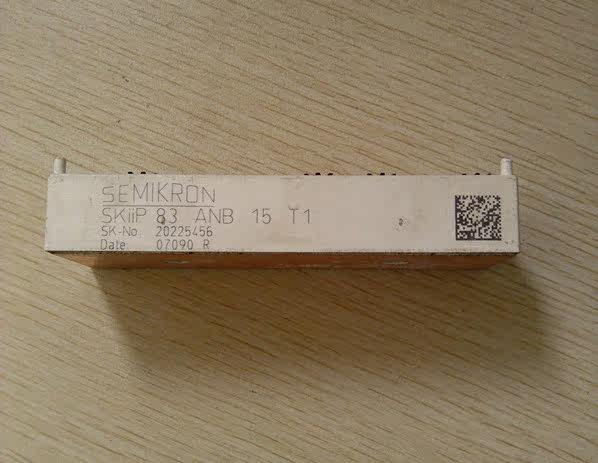 SEMIKRON
SKiiP 83 ANB 15 T1
SK-No. 20225456
Date: 07090 R